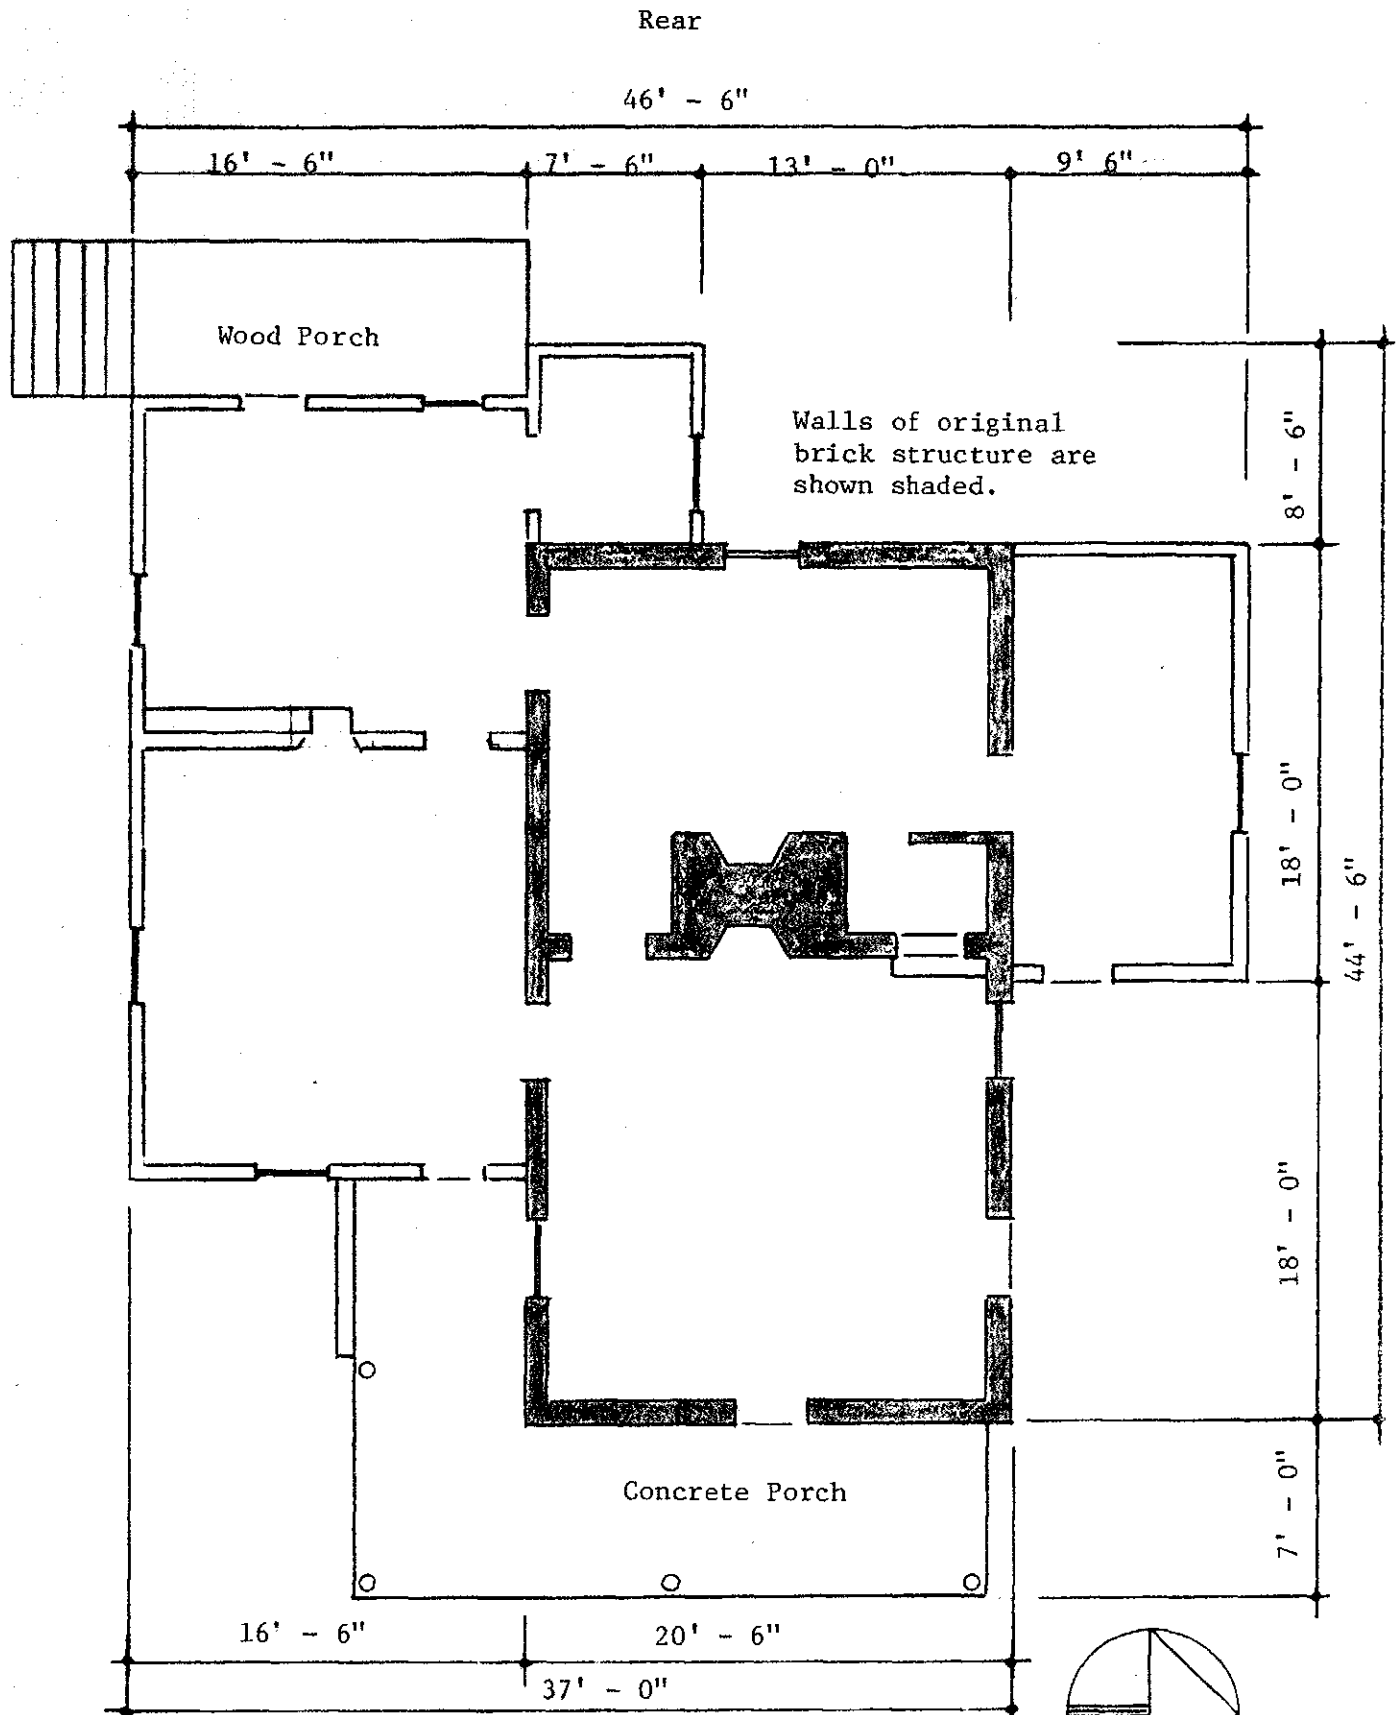 Rear
46' - 6"
16' - 6" 7' - 6" 13' - 0" 9' 6"
Wood Porch
Walls of original
brick structure are
shown shaded.
8' - 6"
18' - 0"
44' - 6"
18' - 0"
7' - 0"
Concrete Porch
16' - 6" 20' - 6"
37' - 0"